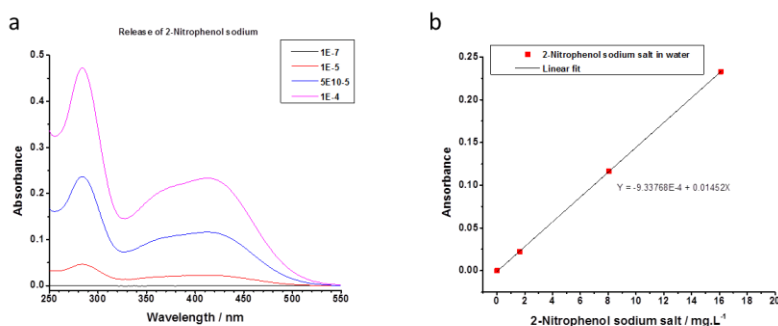 a
Release of 2-Nitrophenol sodium
1E-7
1E-5
5E10-5
1E-4
0.5
0.4
0.3
0.2
0.1
0.0
Absorbance
250 300 350 400 450 500 550
Wavelength / nm
b
2-Nitrophenol sodium salt in water
Linear fit
0.25
0.20
0.15
0.10
0.05
0.00
Absorbance
Y = -9.33768E-4 + 0.01452X
0 2 4 6 8 10 12 14 16 18 20
2-Nitrophenol sodium salt / mg.L⁻¹